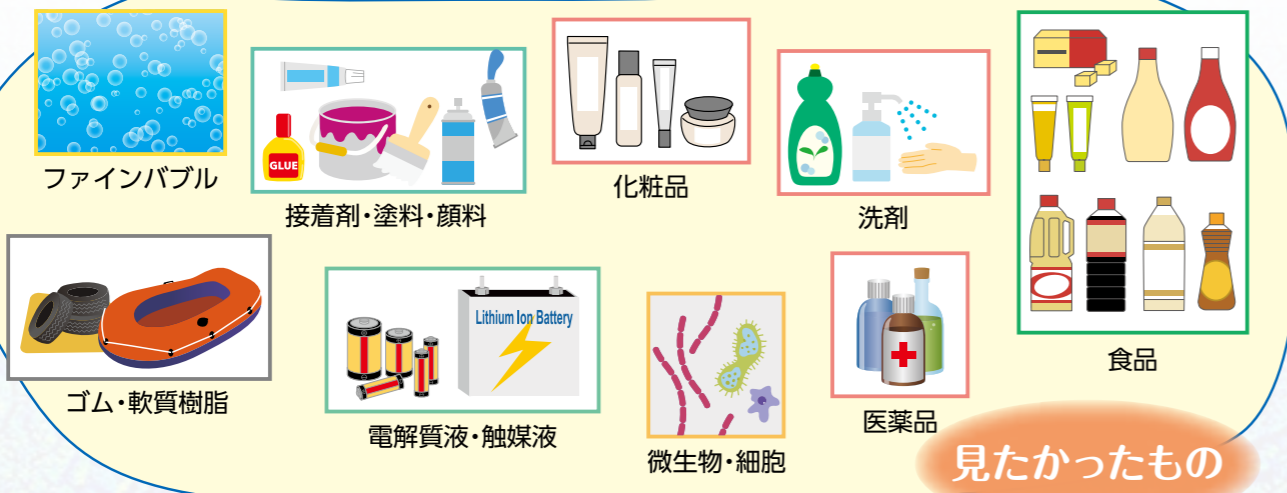 ファインバブル
GLUE
接着剤・塗料・顔料
化粧品
洗剤
食品
ゴム・軟質樹脂
Lithium Ion Battery
電解質液・触媒液
微生物・細胞
医薬品
見たかったもの